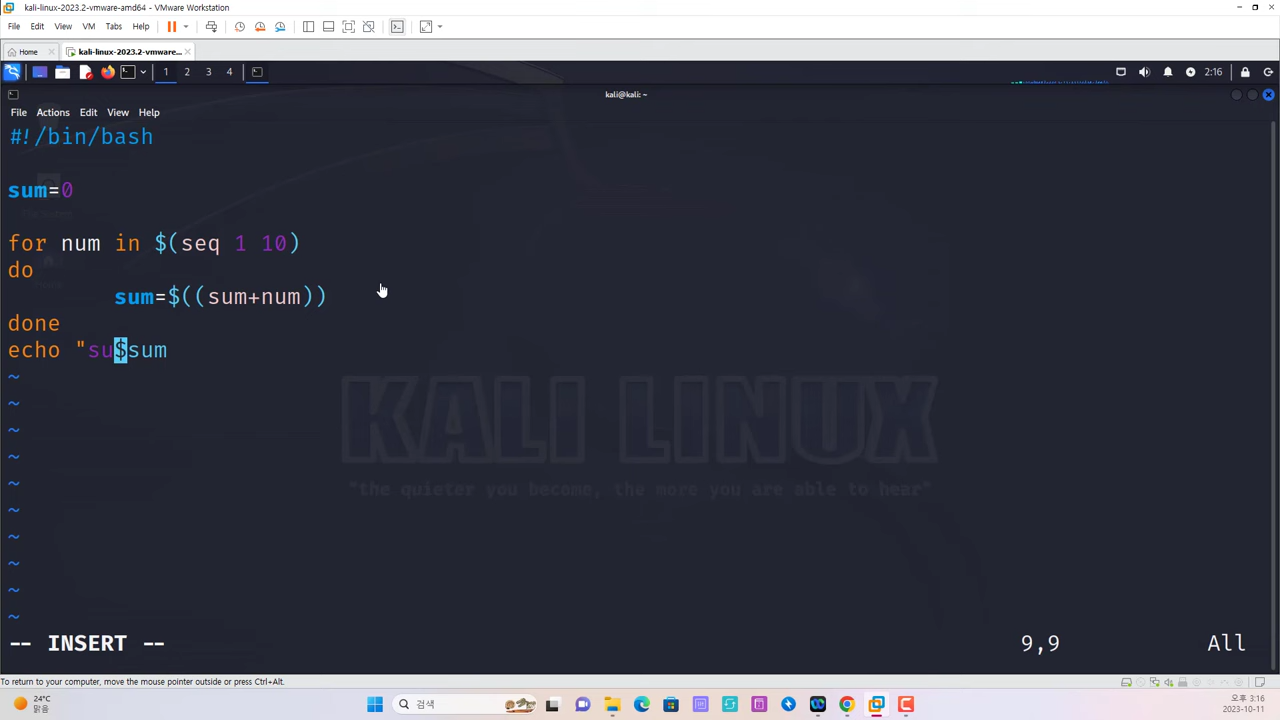 kali-linux-2023.2-vmware-amd64 - VMware Workstation
File Edit View VM Tabs Help
Home kali-linux-2023.2-vmware...
1 2 3 4 2:16
kali@kali: ~
File Actions Edit View Help
#!/bin/bash
sum=0
for num in $(seq 1 10)
do
sum=$((sum+num))
done
echo "su$sum
~
~
~
~
~
~
~
~
~
~
KALI LINUX
"the quieter you become, the more you are able to hear"
-- INSERT -- 9,9 All
To return to your computer, move the mouse pointer outside or press Ctrl+Alt.
24°C
맑음
검색
오후 3:16
2023-10-11